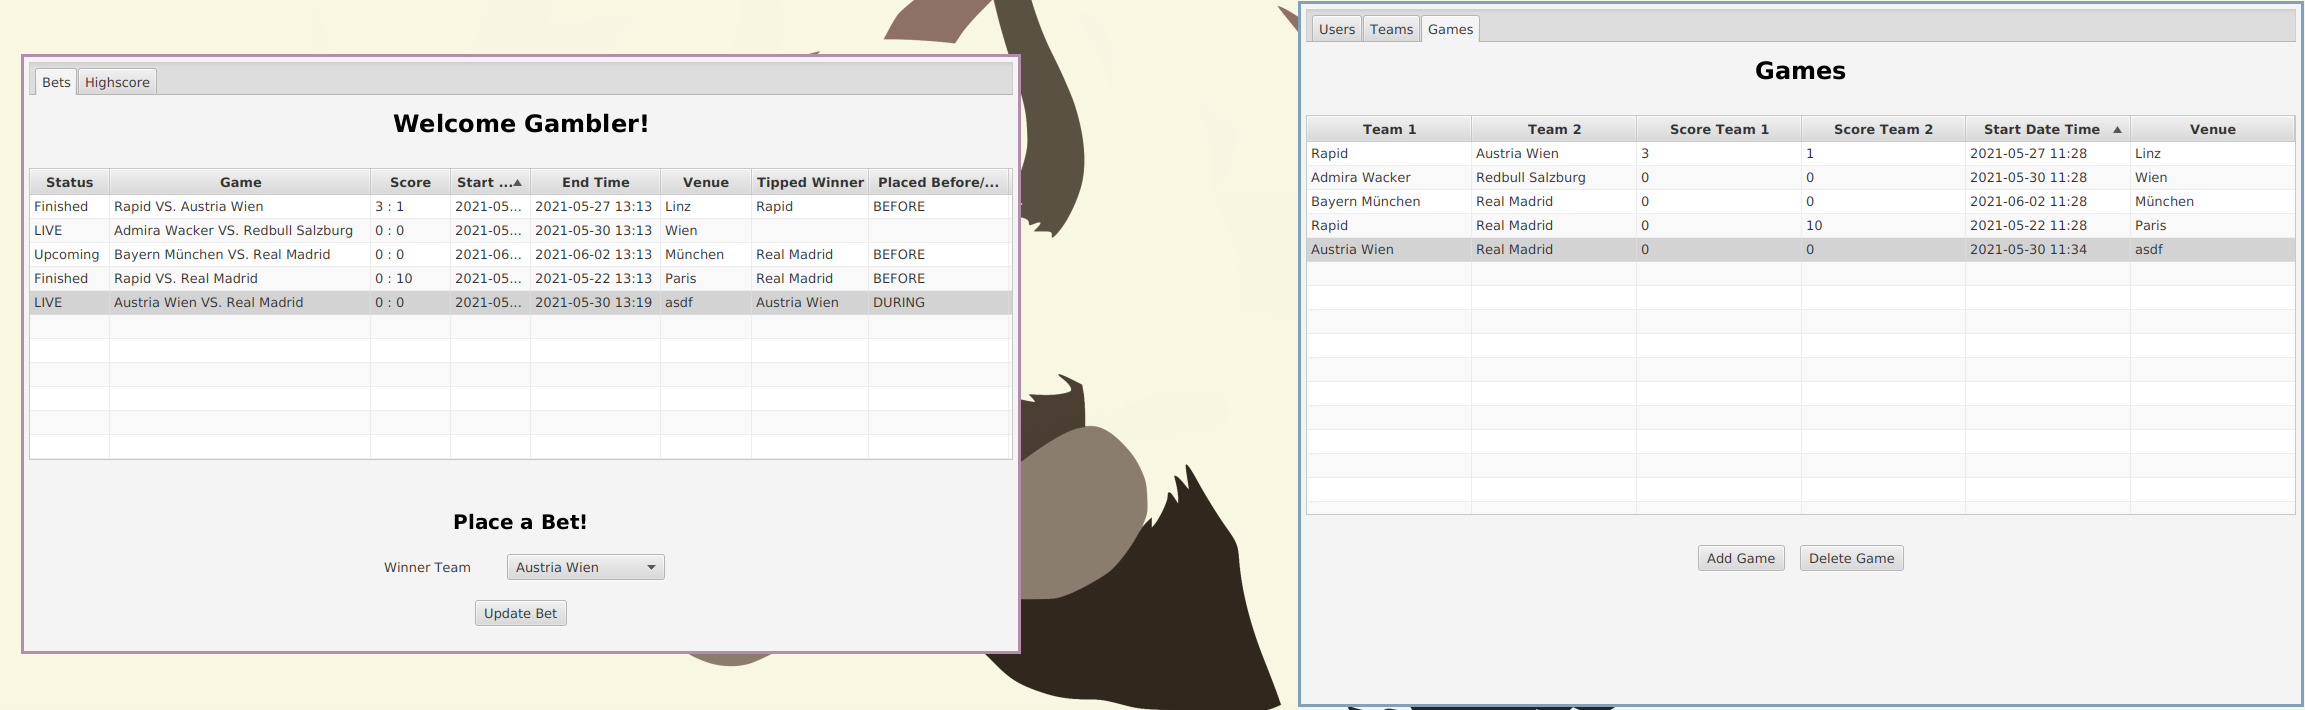 Bets Highscore
Welcome Gambler!
Status Game Score Start ... End Time Venue Tipped Winner Placed Before/...
Finished Rapid VS. Austria Wien 3 : 1 2021-05... 2021-05-27 13:13 Linz Rapid BEFORE
LIVE Admira Wacker VS. Redbull Salzburg 0 : 0 2021-05... 2021-05-30 13:13 Wien
Upcoming Bayern München VS. Real Madrid 0 : 0 2021-06... 2021-06-02 13:13 München Real Madrid BEFORE
Finished Rapid VS. Real Madrid 0 : 10 2021-05... 2021-05-22 13:13 Paris Real Madrid BEFORE
LIVE Austria Wien VS. Real Madrid 0 : 0 2021-05... 2021-05-30 13:19 asdf Austria Wien DURING
Place a Bet!
Winner Team Austria Wien
Update Bet
Users Teams Games
Games
Team 1 Team 2 Score Team 1 Score Team 2 Start Date Time Venue
Rapid Austria Wien 3 1 2021-05-27 11:28 Linz
Admira Wacker Redbull Salzburg 0 0 2021-05-30 11:28 Wien
Bayern München Real Madrid 0 0 2021-06-02 11:28 München
Rapid Real Madrid 0 10 2021-05-22 11:28 Paris
Austria Wien Real Madrid 0 0 2021-05-30 11:34 asdf
Add Game Delete Game